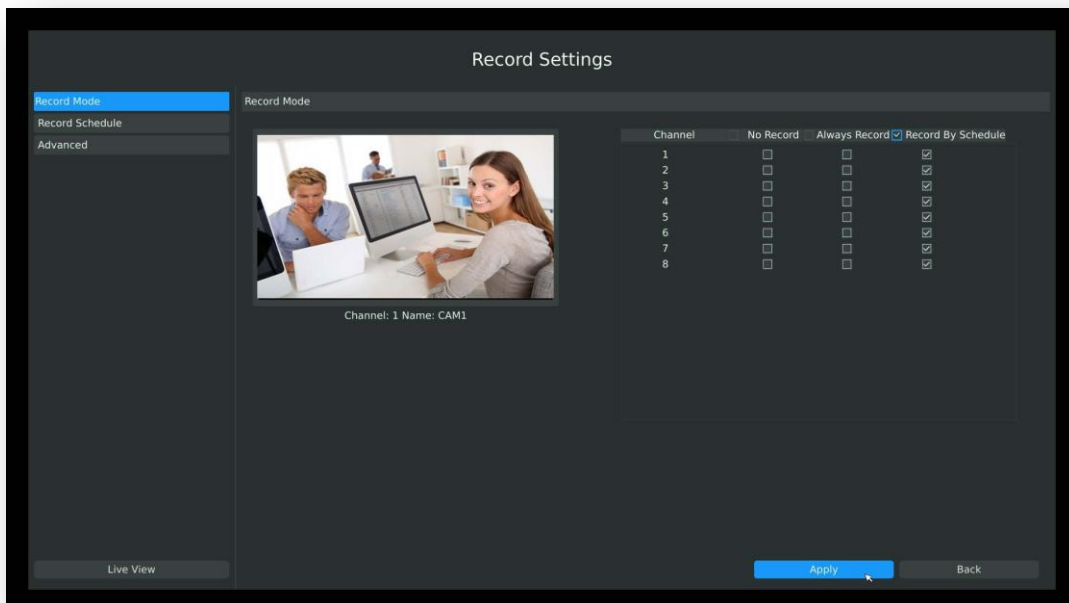 Record Settings
Record Mode
Record Schedule
Advanced
Record Mode
Channel: 1 Name: CAM1
Channel No Record Always Record Record By Schedule
1
2
3
4
5
6
7
8
Live View
Apply
Back